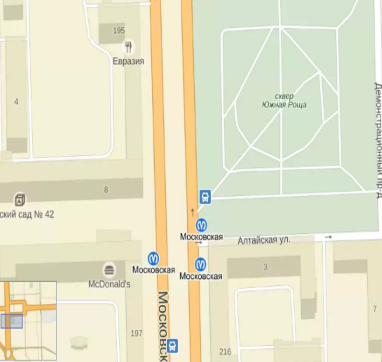 195
Евразия
4
сквер
Южная Роща
Демонстрационный пр-д
8
ский сад № 42
Московская
Алтайская ул.
Московская
Московская
McDonald's
3
7
Московск
197
216